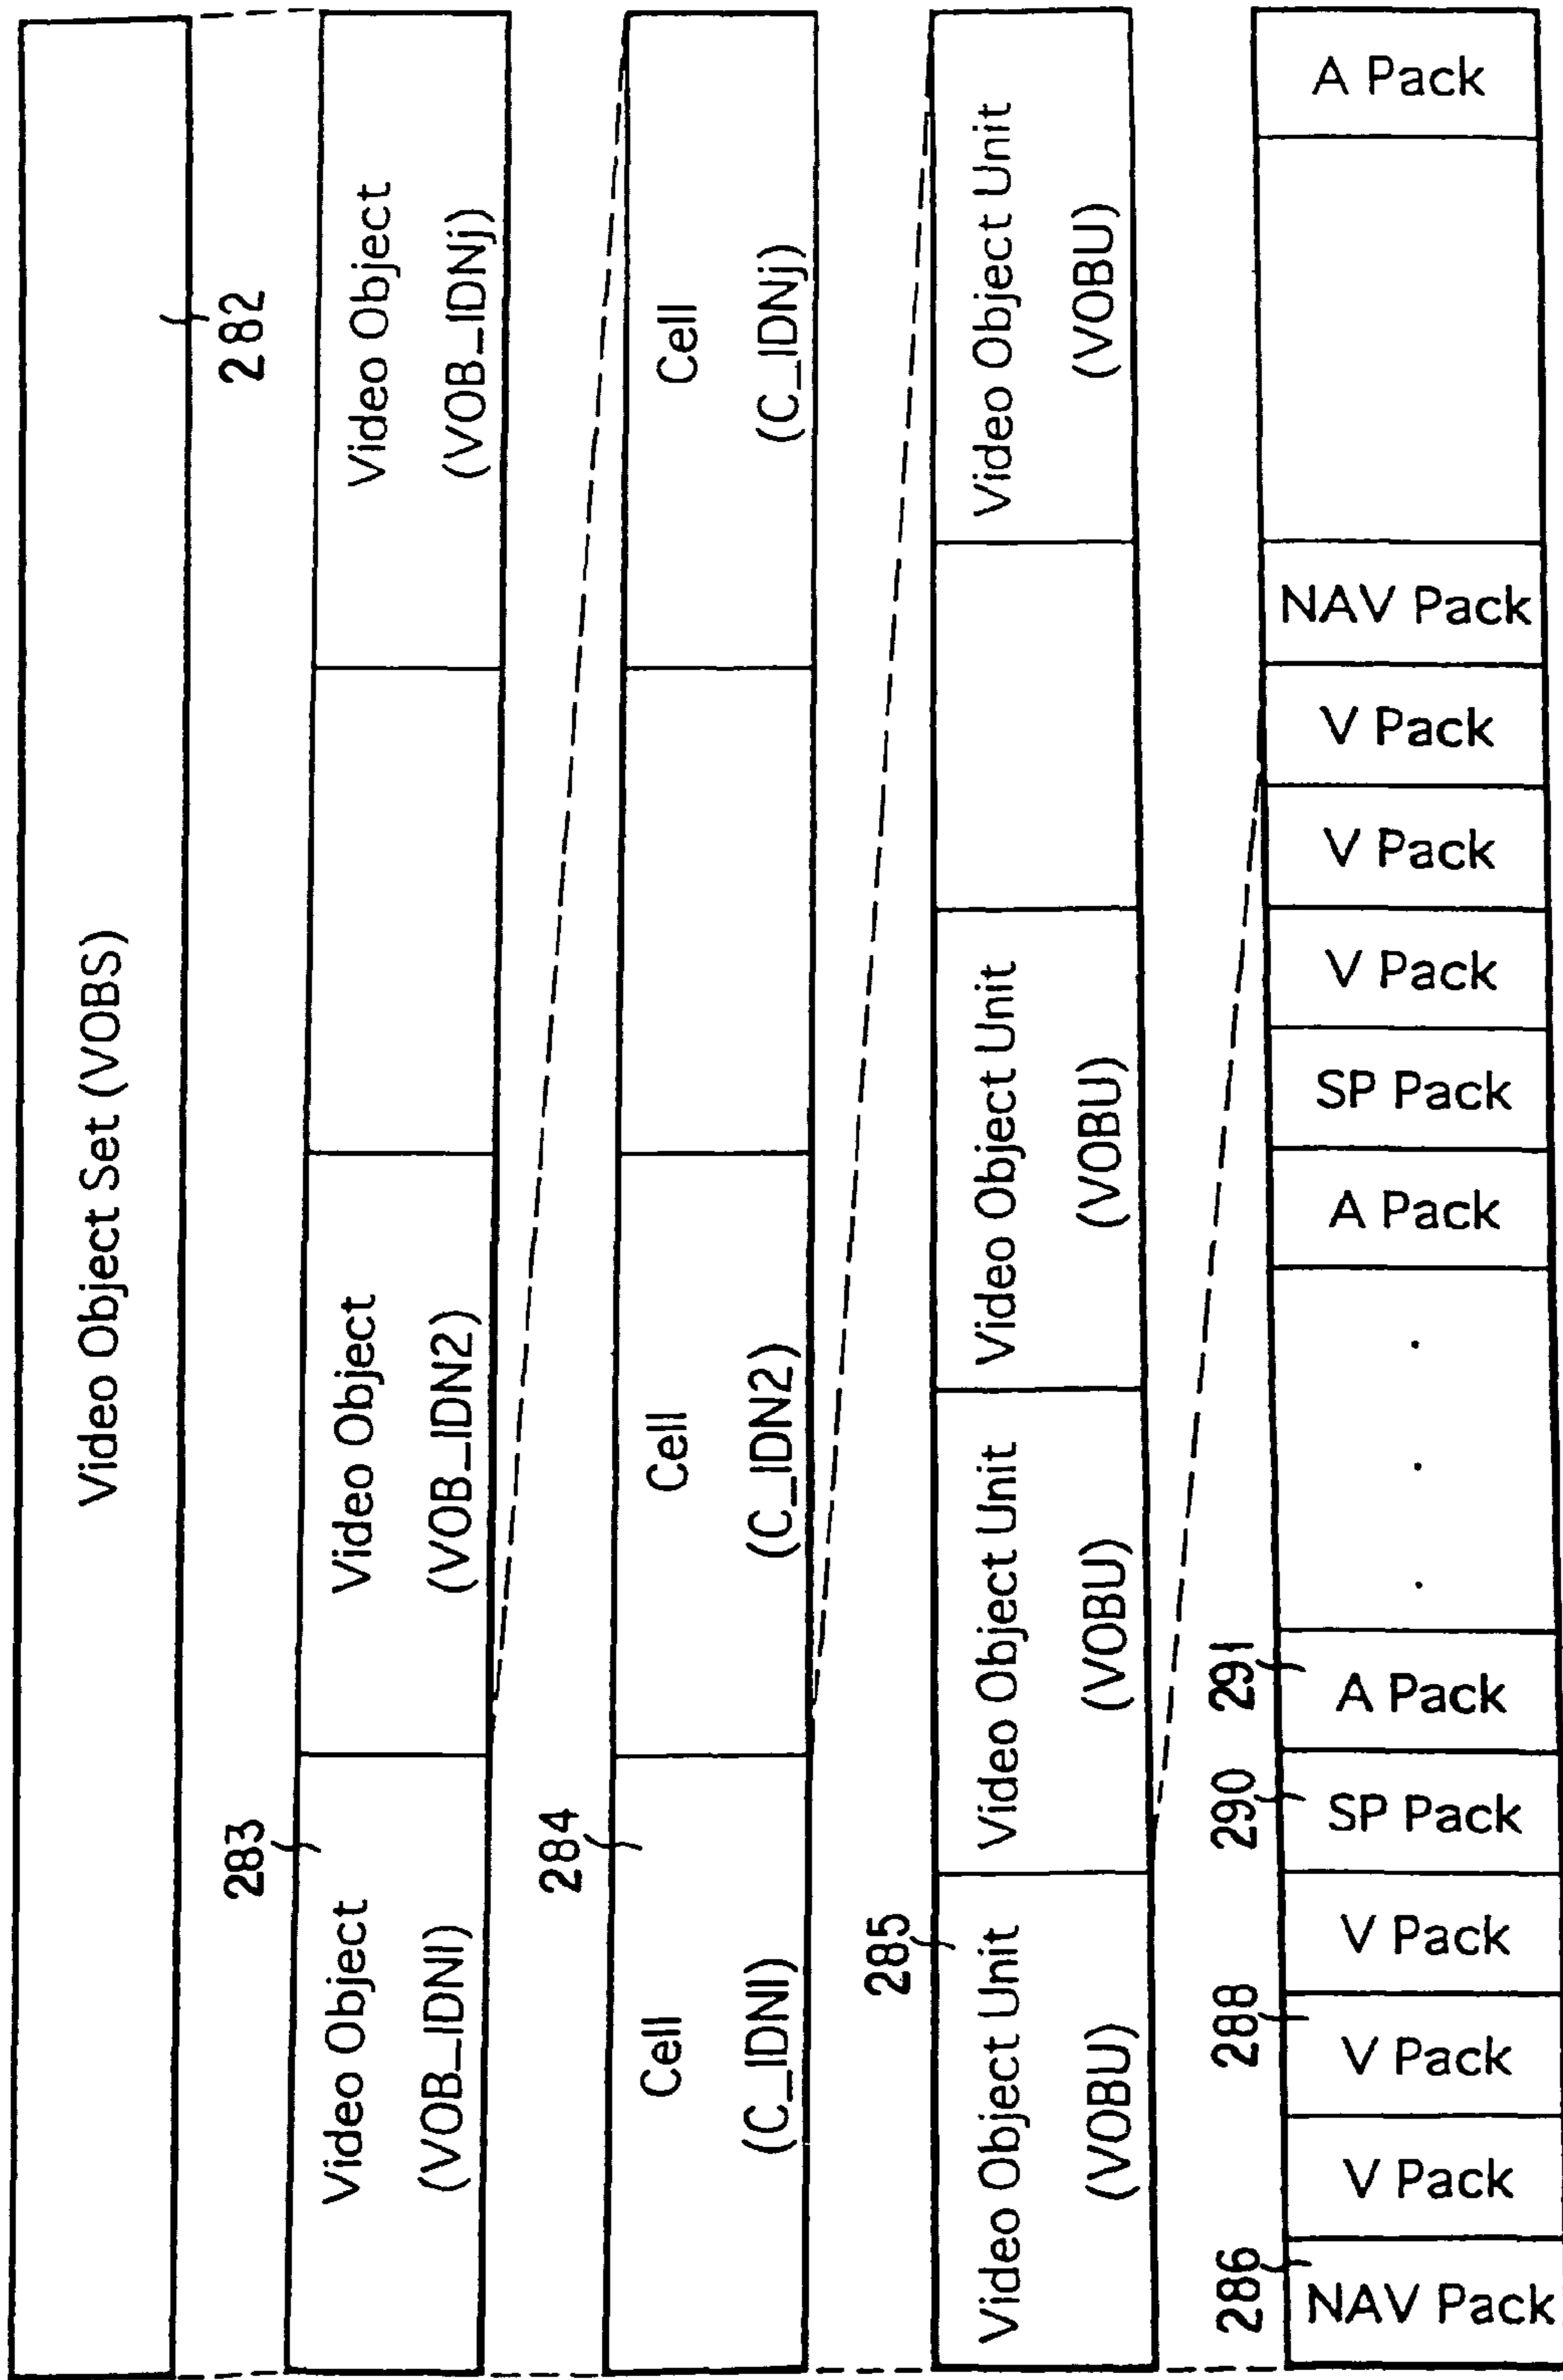 Video Object Set (VOBS)
282
283
Video Object
(VOB_IDN1)
Video Object
(VOB_IDN2)
Video Object
(VOB_IDNj)
284
Cell
(C_IDN1)
Cell
(C_IDN2)
Cell
(C_IDNj)
285
Video Object Unit
(VOBU)
Video Object Unit
(VOBU)
Video Object Unit
(VOBU)
Video Object Unit
(VOBU)
286
288
290
291
NAV Pack
V Pack
V Pack
V Pack
SP Pack
A Pack
. . .
A Pack
SP Pack
V Pack
V Pack
V Pack
NAV Pack
A Pack